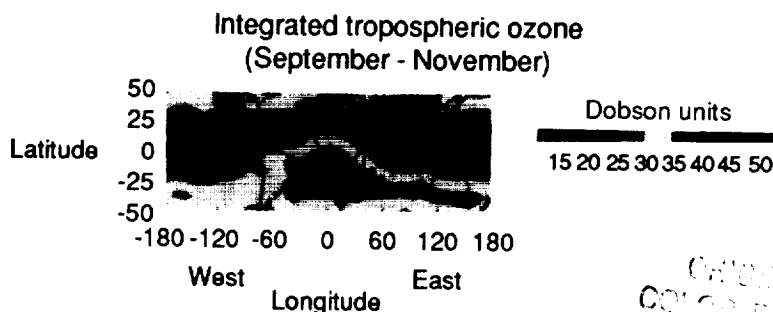 Integrated tropospheric ozone
(September - November)
Dobson units
15 20 25 30 35 40 45 50
Latitude
50
25
0
-25
-50
-180 -120 -60 0 60 120 180
West East
Longitude